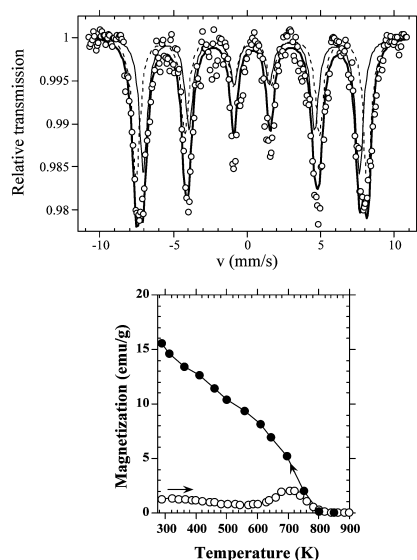 Relative transmission
1
0.995
0.99
0.985
0.98
-10 -5 0 5 10
v (mm/s)
Magnetization (emu/g)
20
15
10
5
0
300 400 500 600 700 800 900
Temperature (K)